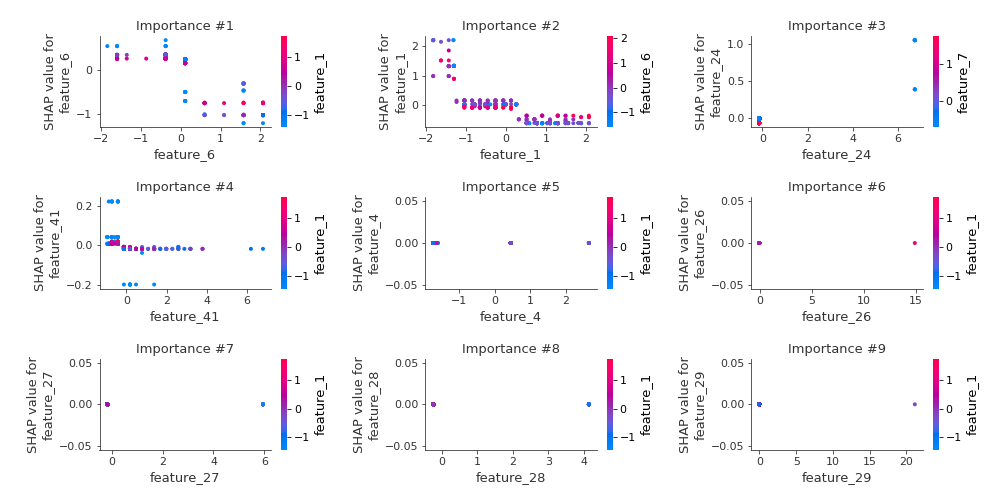 Importance #1
SHAP value for
feature_6
0
−1
−2
−1
0
1
2
feature_6
1
0
−1
feature_1
Importance #2
SHAP value for
feature_1
2
1
0
−2
−1
0
1
2
feature_1
2
1
0
−1
feature_6
Importance #3
SHAP value for
feature_24
1.0
0.5
0.0
0
2
4
6
feature_24
1
0
feature_7
Importance #4
SHAP value for
feature_41
0.2
0.0
−0.2
0
2
4
6
feature_41
1
0
−1
feature_1
Importance #5
SHAP value for
feature_4
0.05
0.00
−0.05
−1
0
1
2
feature_4
1
0
−1
feature_1
Importance #6
SHAP value for
feature_26
0.05
0.00
−0.05
0
5
10
15
feature_26
1
0
−1
feature_1
Importance #7
SHAP value for
feature_27
0.05
0.00
−0.05
0
2
4
6
feature_27
1
0
−1
feature_1
Importance #8
SHAP value for
feature_28
0.05
0.00
−0.05
0
1
2
3
4
feature_28
1
0
−1
feature_1
Importance #9
SHAP value for
feature_29
0.05
0.00
−0.05
0
5
10
15
20
feature_29
1
0
−1
feature_1